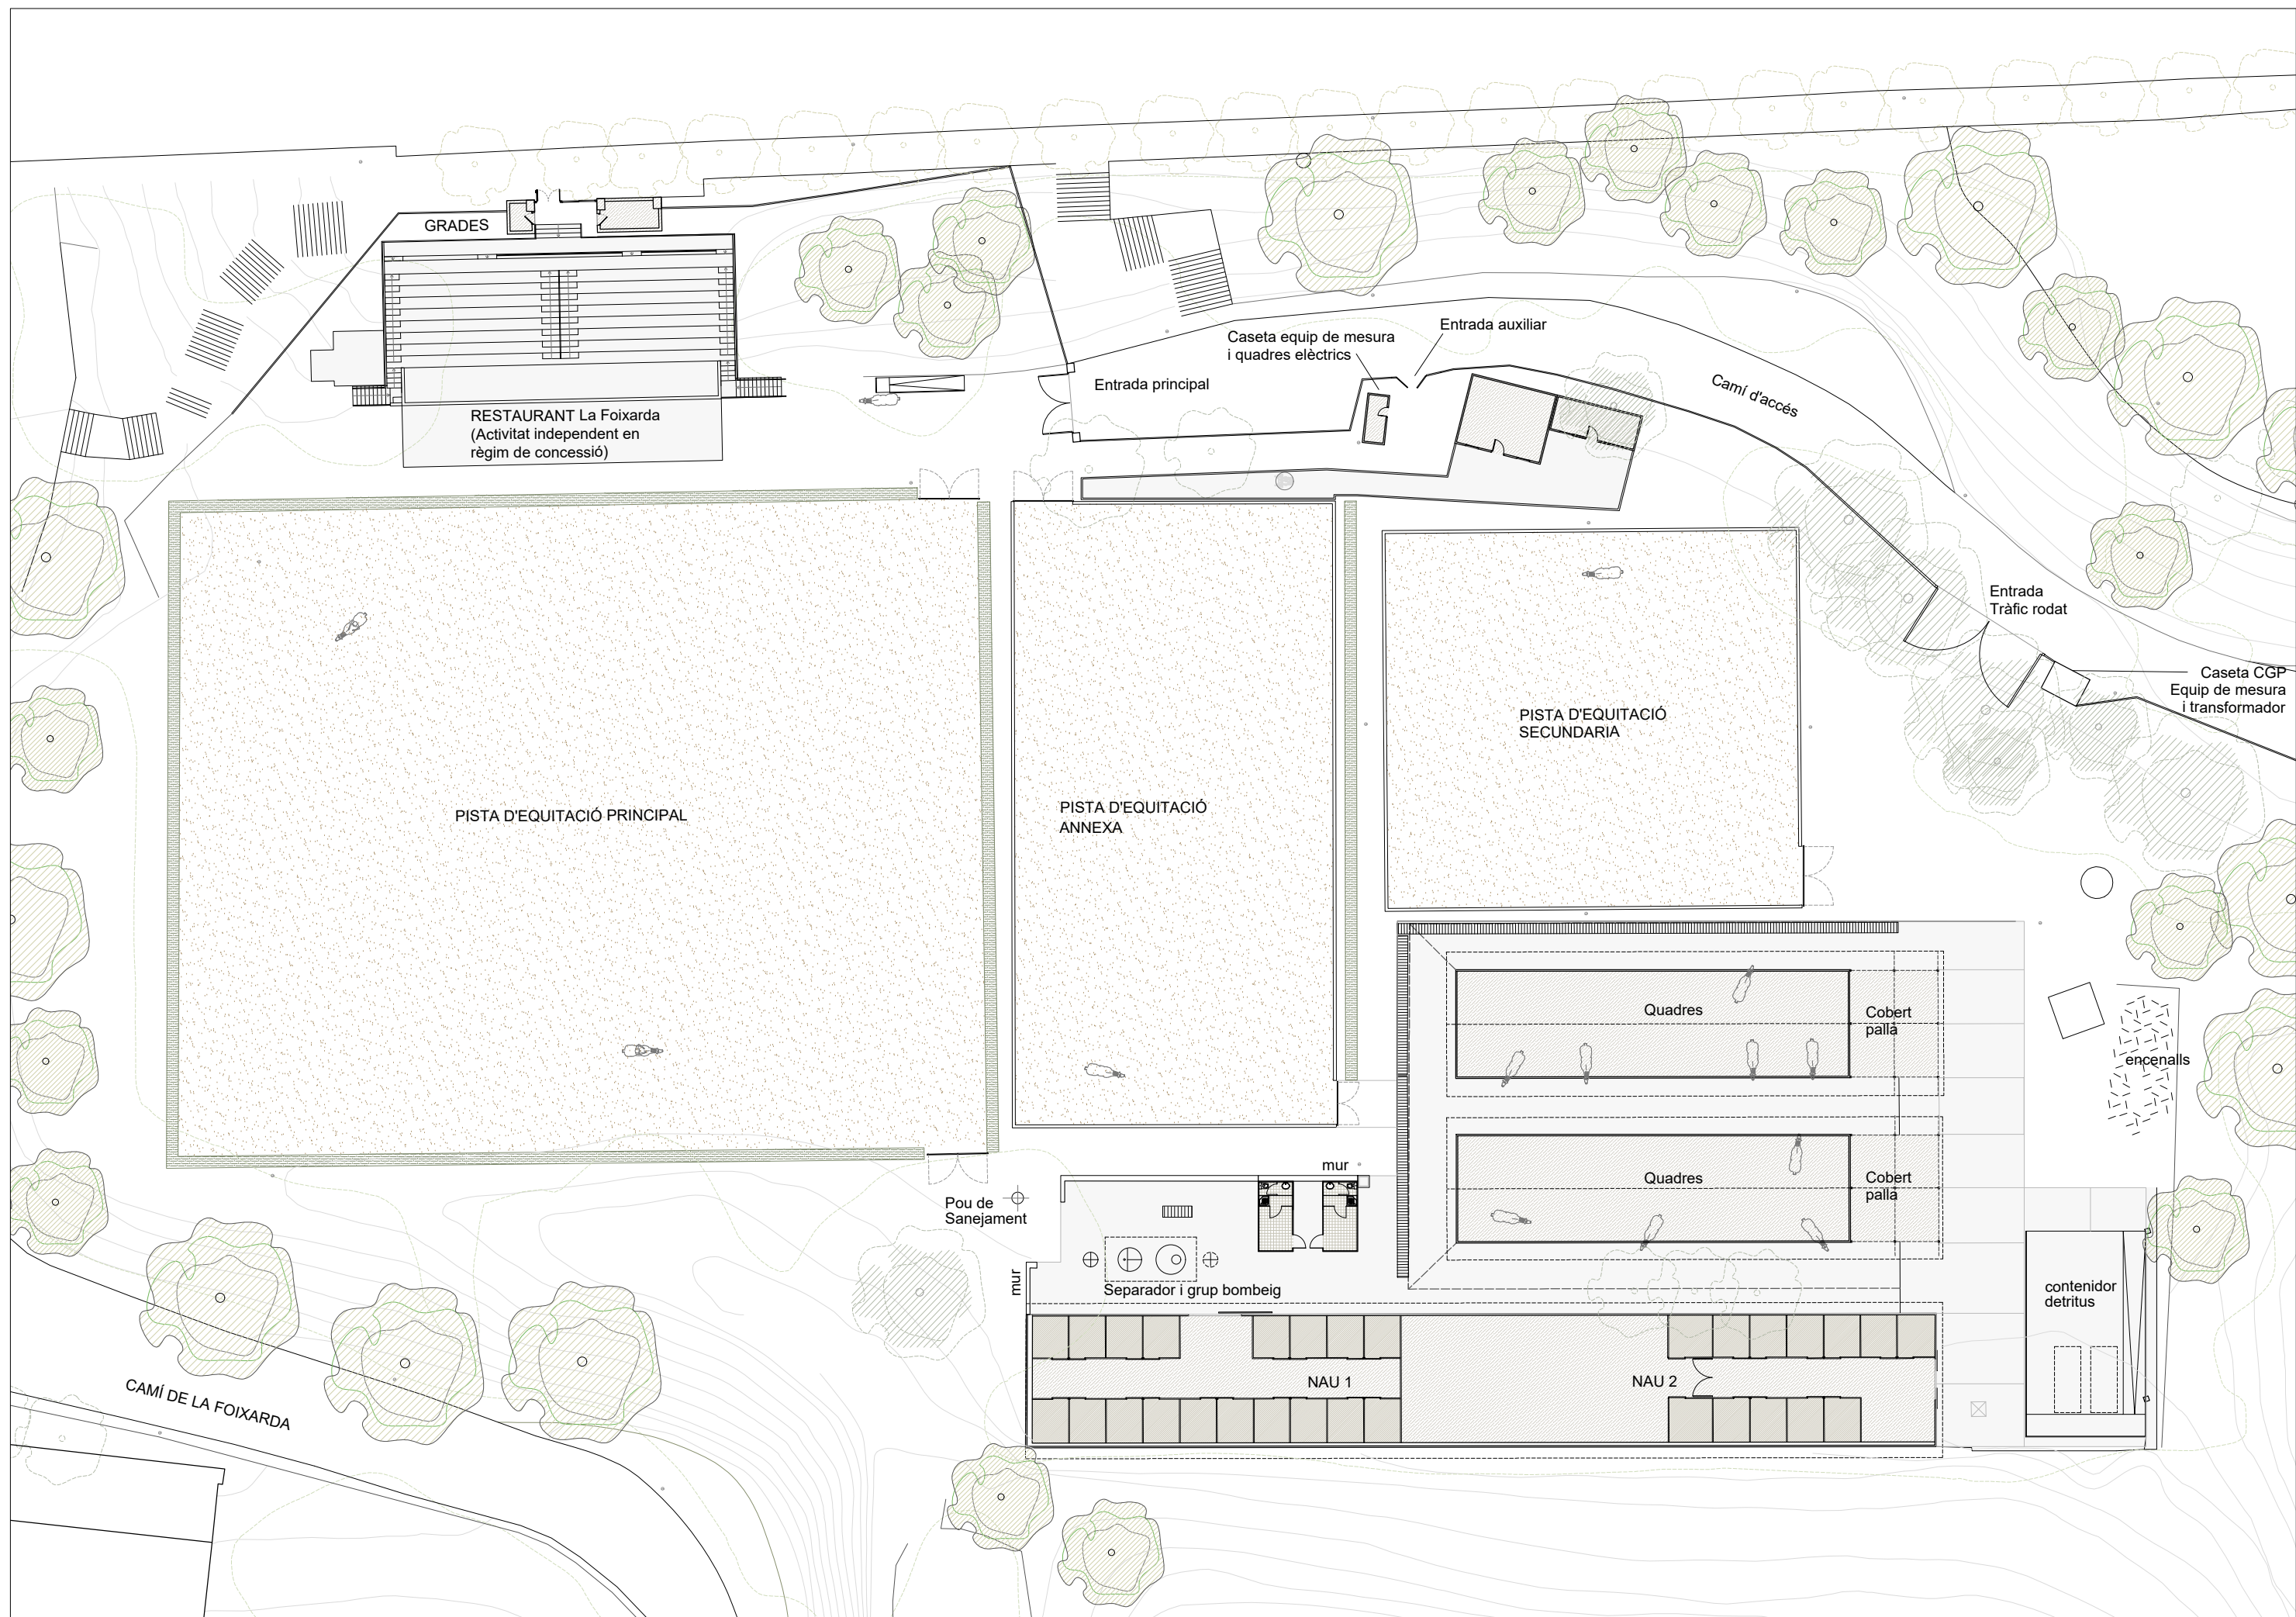 GRADES
RESTAURANT La Foixarda
(Activitat independent en
règim de concessió)
Caseta equip de mesura
i quadres elèctrics
Entrada auxiliar
Entrada principal
Camí d'accés
Entrada
Tràfic rodat
Caseta CGP
Equip de mesura
i transformador
PISTA D'EQUITACIÓ PRINCIPAL
PISTA D'EQUITACIÓ
ANNEXA
PISTA D'EQUITACIÓ
SECUNDARIA
Quadres
Cobert
palla
encenalls
Quadres
Cobert
palla
mur
Pou de
Sanejament
mur
Separador i grup bombeig
contenidor
detritus
NAU 1
NAU 2
CAMÍ DE LA FOIXARDA